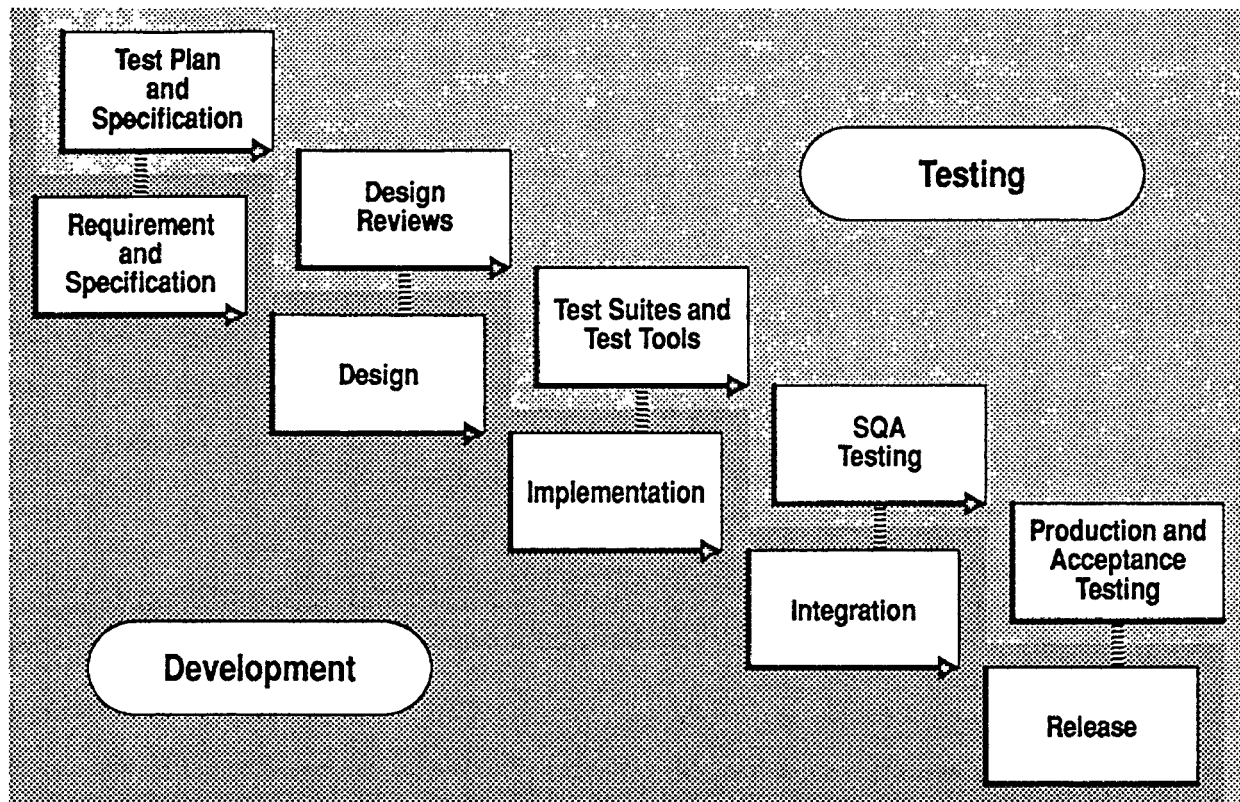 Test Plan
and
Specification
Testing
Design
Reviews
Requirement
and
Specification
Test Suites and
Test Tools
Design
SQA
Testing
Implementation
Production and
Acceptance
Testing
Integration
Development
Release